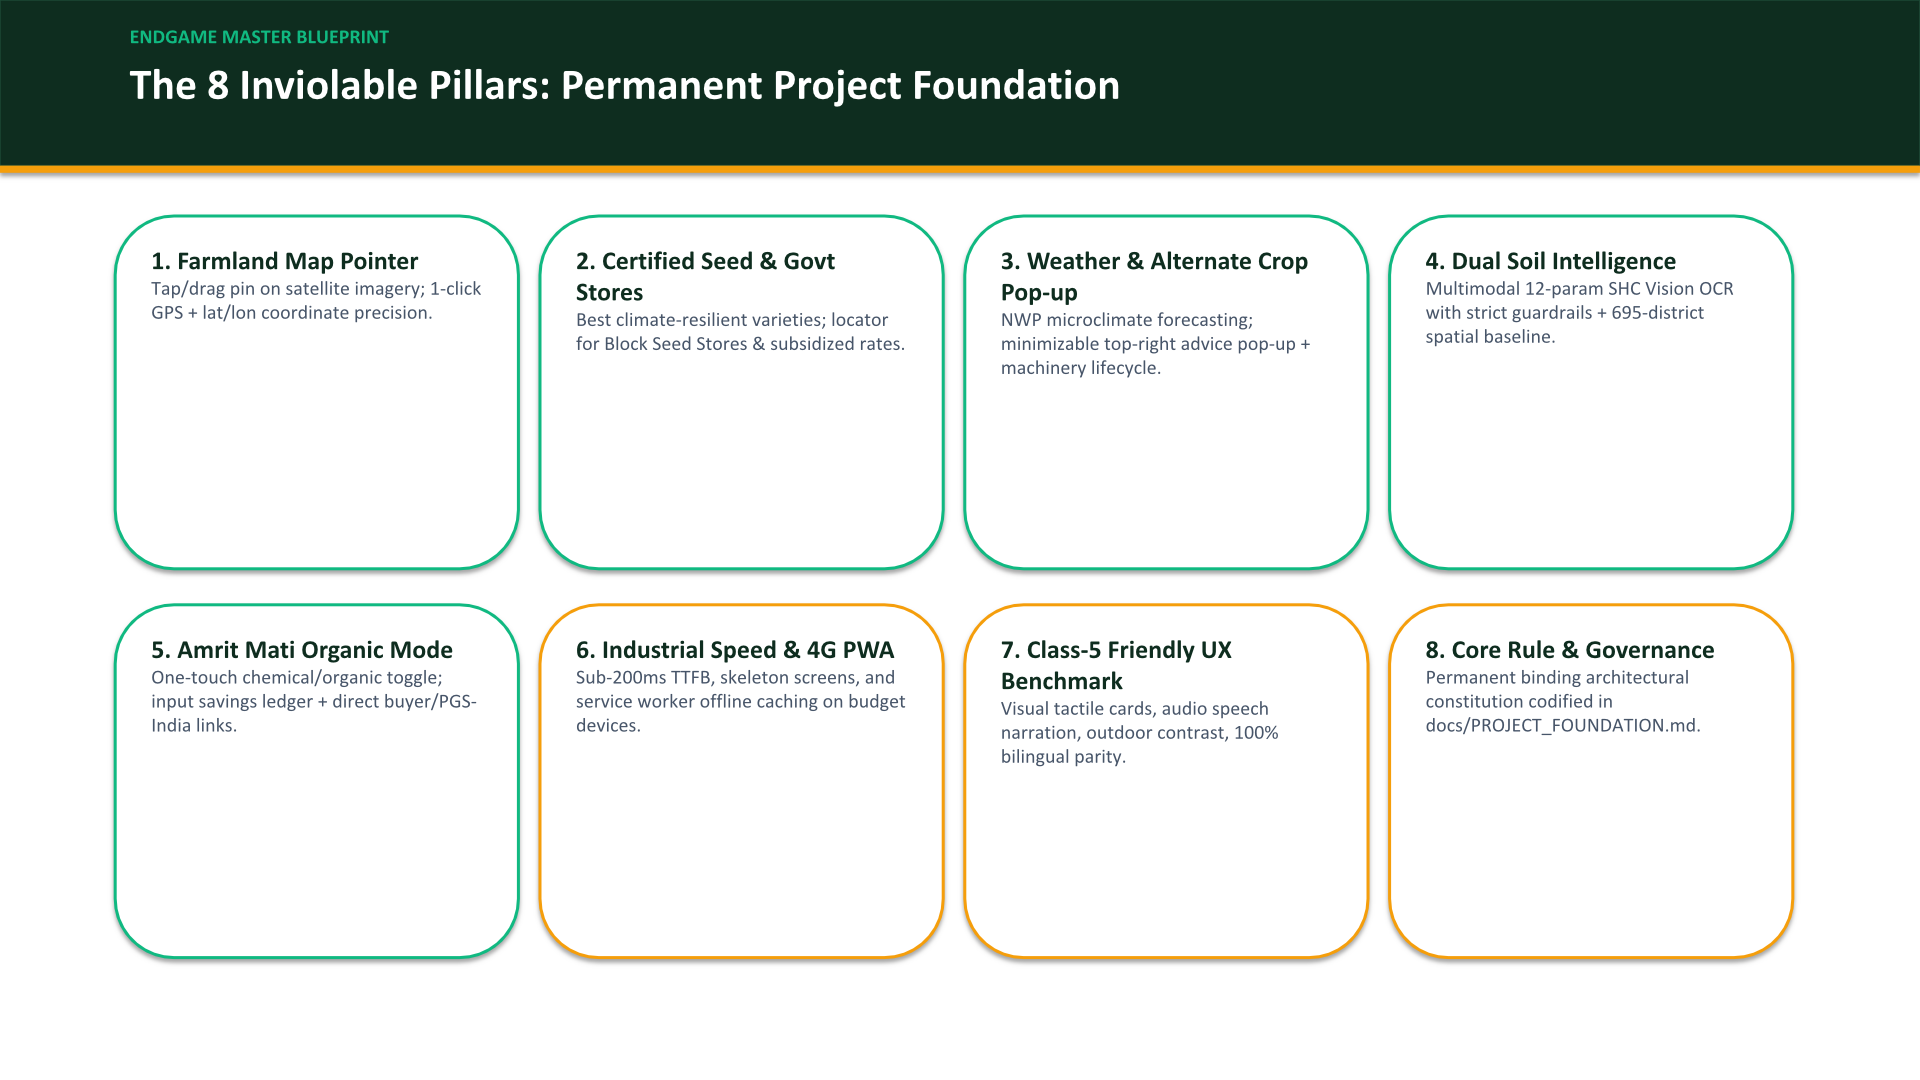 ENDGAME MASTER BLUEPRINT
The 8 Inviolable Pillars: Permanent Project Foundation
1. Farmland Map Pointer
Tap/drag pin on satellite imagery; 1-click
GPS + lat/lon coordinate precision.
2. Certified Seed & Govt
Stores
Best climate-resilient varieties; locator
for Block Seed Stores & subsidized rates.
3. Weather & Alternate Crop
Pop-up
NWP microclimate forecasting;
minimizable top-right advice pop-up +
machinery lifecycle.
4. Dual Soil Intelligence
Multimodal 12-param SHC Vision OCR
with strict guardrails + 695-district
spatial baseline.
5. Amrit Mati Organic Mode
One-touch chemical/organic toggle;
input savings ledger + direct buyer/PGS-
India links.
6. Industrial Speed & 4G PWA
Sub-200ms TTFB, skeleton screens, and
service worker offline caching on budget
devices.
7. Class-5 Friendly UX
Benchmark
Visual tactile cards, audio speech
narration, outdoor contrast, 100%
bilingual parity.
8. Core Rule & Governance
Permanent binding architectural
constitution codified in
docs/PROJECT_FOUNDATION.md.